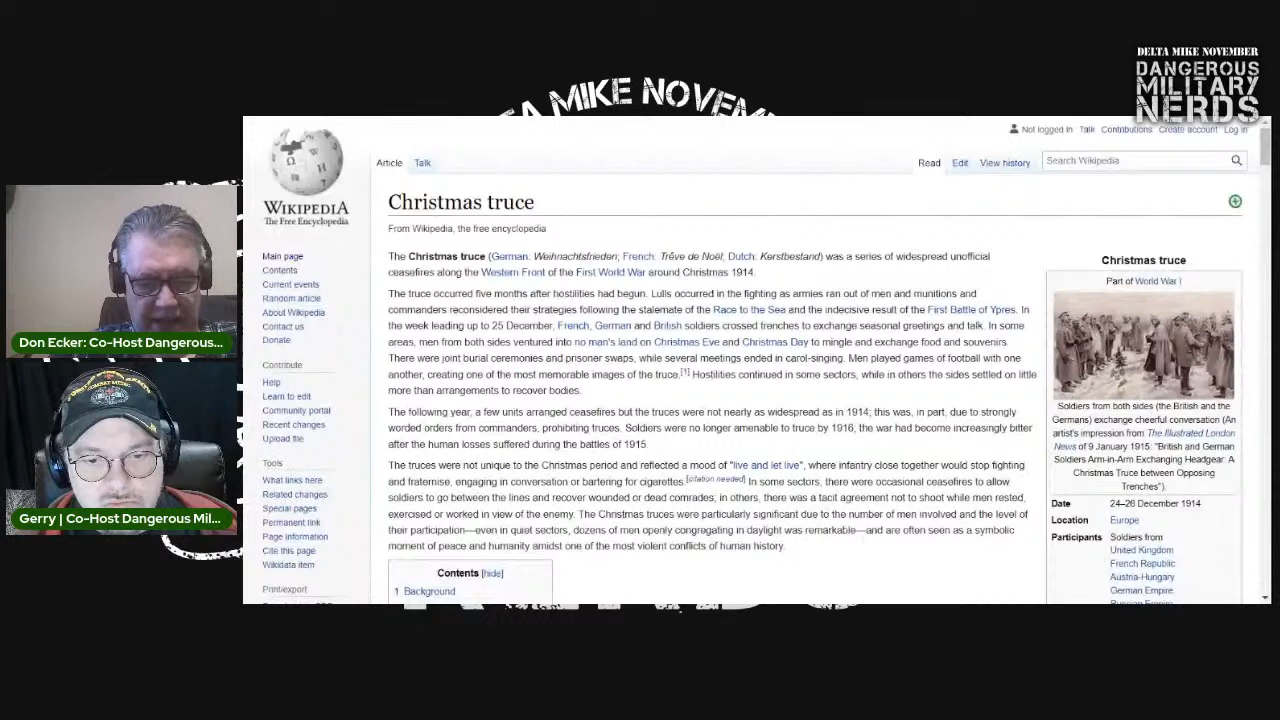 DELTA MIKE NOVEMBER
DANGEROUS
MILITARY
NERDS
TA MIKE NOVEM
Not logged in Talk Contributions Create account Log in
Article Talk
Read Edit View history Search Wikipedia
WIKIPEDIA
The Free Encyclopedia
Main page
Contents
Current events
Random article
About Wikipedia
Contact us
Donate
Contribute
Help
Learn to edit
Community portal
Recent changes
Upload file
Tools
What links here
Related changes
Special pages
Permanent link
Page information
Cite this page
Wikidata item
Print/export
Christmas truce
From Wikipedia, the free encyclopedia
The Christmas truce (German: Weihnachtsfrieden; French: Trêve de Noël; Dutch: Kerstbestand) was a series of widespread unofficial
ceasefires along the Western Front of the First World War around Christmas 1914.
The truce occurred five months after hostilities had begun. Lulls occurred in the fighting as armies ran out of men and munitions and
commanders reconsidered their strategies following the stalemate of the Race to the Sea and the indecisive result of the First Battle of Ypres. In
the week leading up to 25 December, French, German and British soldiers crossed trenches to exchange seasonal greetings and talk. In some
areas, men from both sides ventured into no man's land on Christmas Eve and Christmas Day to mingle and exchange food and souvenirs.
There were joint burial ceremonies and prisoner swaps, while several meetings ended in carol-singing. Men played games of football with one
another, creating one of the most memorable images of the truce.[1] Hostilities continued in some sectors, while in others the sides settled on little
more than arrangements to recover bodies.
The following year, a few units arranged ceasefires but the truces were not nearly as widespread as in 1914; this was, in part, due to strongly
worded orders from commanders, prohibiting truces. Soldiers were no longer amenable to truce by 1916; the war had become increasingly bitter
after the human losses suffered during the battles of 1915.
The truces were not unique to the Christmas period and reflected a mood of "live and let live", where infantry close together would stop fighting
and fraternise, engaging in conversation or bartering for cigarettes.[citation needed] In some sectors, there were occasional ceasefires to allow
soldiers to go between the lines and recover wounded or dead comrades; in others, there was a tacit agreement not to shoot while men rested,
exercised or worked in view of the enemy. The Christmas truces were particularly significant due to the number of men involved and the level of
their participation—even in quiet sectors, dozens of men openly congregating in daylight was remarkable—and are often seen as a symbolic
moment of peace and humanity amidst one of the most violent conflicts of human history.
Contents [hide]
1 Background
Christmas truce
Part of World War I
Soldiers from both sides (the British and the
Germans) exchange cheerful conversation (An
artist's impression from The Illustrated London
News of 9 January 1915: "British and German
Soldiers Arm-in-Arm Exchanging Headgear: A
Christmas Truce between Opposing
Trenches").
Date 24–26 December 1914
Location Europe
Participants Soldiers from
United Kingdom
French Republic
Austria-Hungary
German Empire
Russian Empire
Don Ecker: Co-Host Dangerous...
Gerry | Co-Host Dangerous Mil...